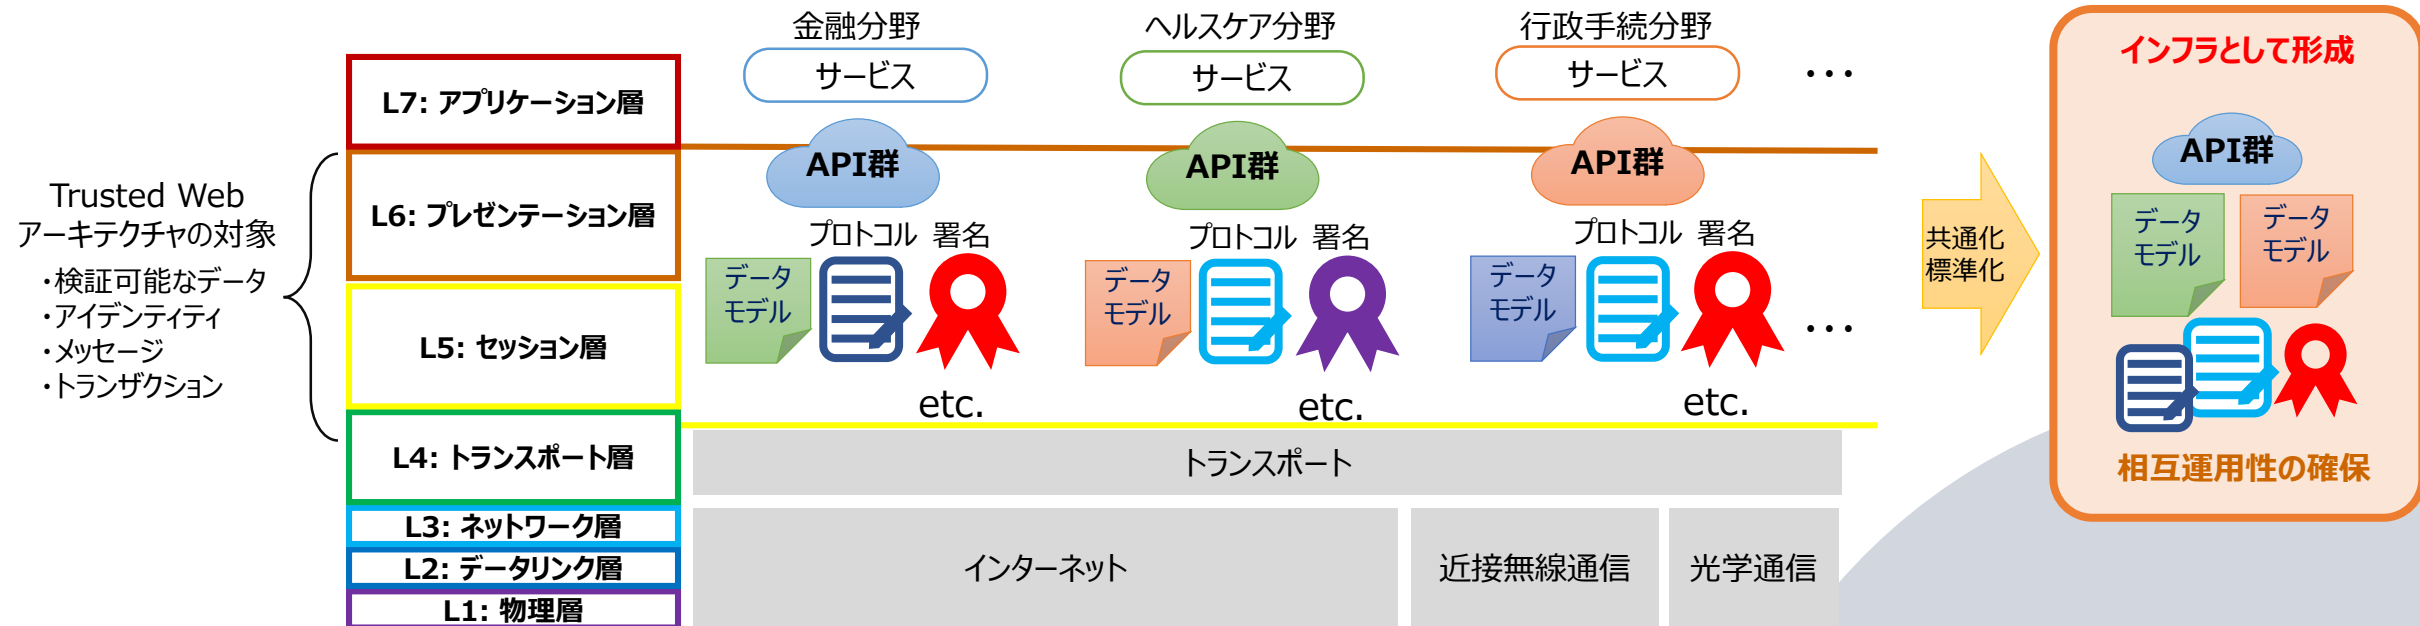 Trusted Web
アーキテクチャの対象
・検証可能なデータ
・アイデンティティ
・メッセージ
・トランザクション
L7: アプリケーション層
L6: プレゼンテーション層
L5: セッション層
L4: トランスポート層
L3: ネットワーク層
L2: データリンク層
L1: 物理層
金融分野
サービス
API群
プロトコル 署名
データ
モデル
etc.
ヘルスケア分野
サービス
API群
プロトコル 署名
データ
モデル
etc.
行政手続分野
サービス
API群
プロトコル 署名
データ
モデル
etc.
…
…
トランスポート
インターネット
近接無線通信
光学通信
共通化
標準化
インフラとして形成
API群
データ
モデル
データ
モデル
相互運用性の確保